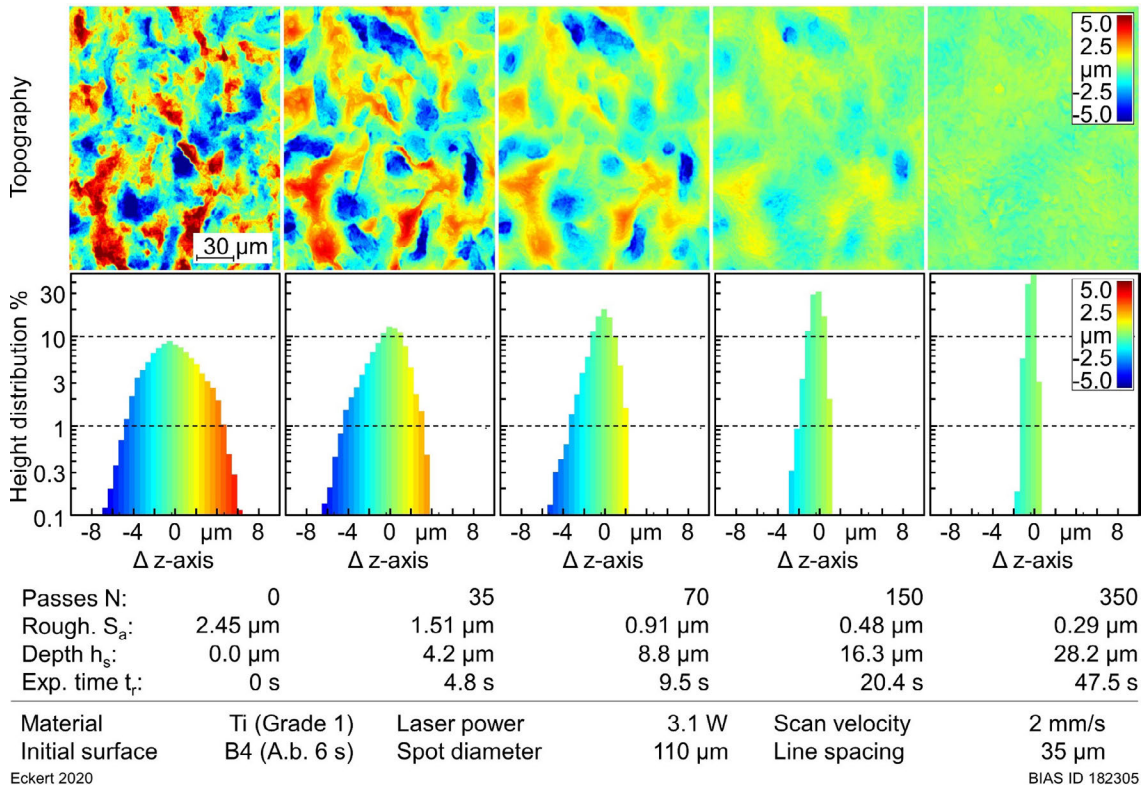 Topography
30 µm
5.0
2.5
µm
-2.5
-5.0
Height distribution %
30
10
3
1
0.3
0.1
5.0
2.5
µm
-2.5
-5.0
-8 -4 0 µm 8 -8 -4 0 µm 8 -8 -4 0 µm 8 -8 -4 0 µm 8 -8 -4 0 µm 8
Δ z-axis Δ z-axis Δ z-axis Δ z-axis Δ z-axis
Passes N: 0 35 70 150 350
Rough. Sₐ: 2.45 µm 1.51 µm 0.91 µm 0.48 µm 0.29 µm
Depth hₛ: 0.0 µm 4.2 µm 8.8 µm 16.3 µm 28.2 µm
Exp. time tᵣ: 0 s 4.8 s 9.5 s 20.4 s 47.5 s
Material Ti (Grade 1) Laser power 3.1 W Scan velocity 2 mm/s
Initial surface B4 (A.b. 6 s) Spot diameter 110 µm Line spacing 35 µm
Eckert 2020 BIAS ID 182305